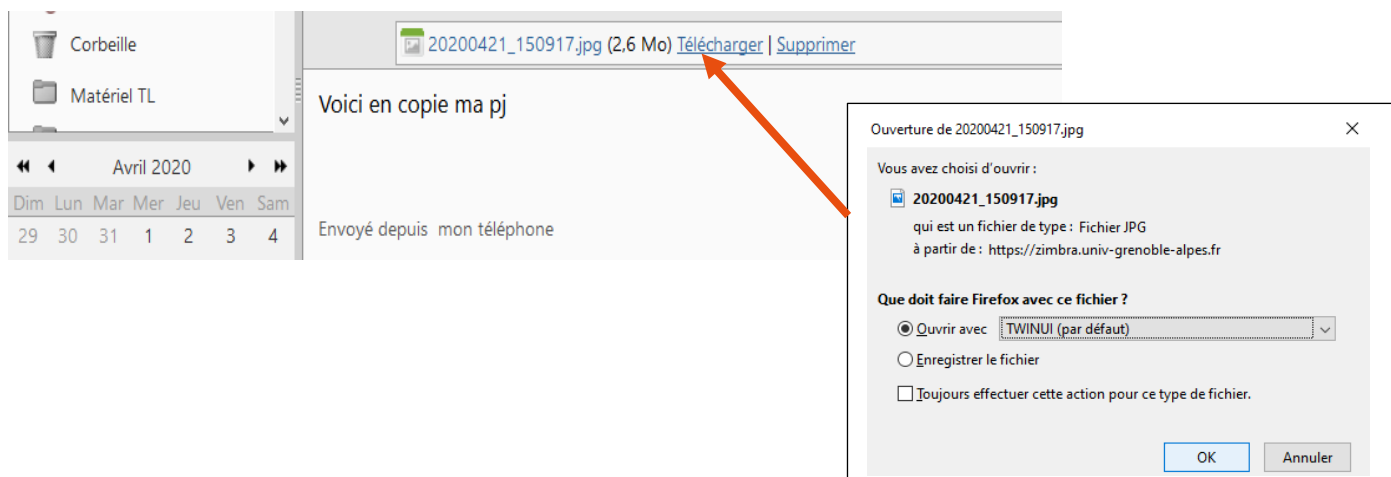 Corbeille
Matériel TL
Avril 2020
Dim Lun Mar Mer Jeu Ven Sam
29 30 31 1 2 3 4
20200421_150917.jpg (2,6 Mo) Télécharger | Supprimer
Voici en copie ma pj
Envoyé depuis mon téléphone
Ouverture de 20200421_150917.jpg
Vous avez choisi d'ouvrir :
20200421_150917.jpg
qui est un fichier de type : Fichier JPG
à partir de : https://zimbra.univ-grenoble-alpes.fr
Que doit faire Firefox avec ce fichier ?
Ouvrir avec TWINUI (par défaut)
Enregistrer le fichier
Toujours effectuer cette action pour ce type de fichier.
OK Annuler